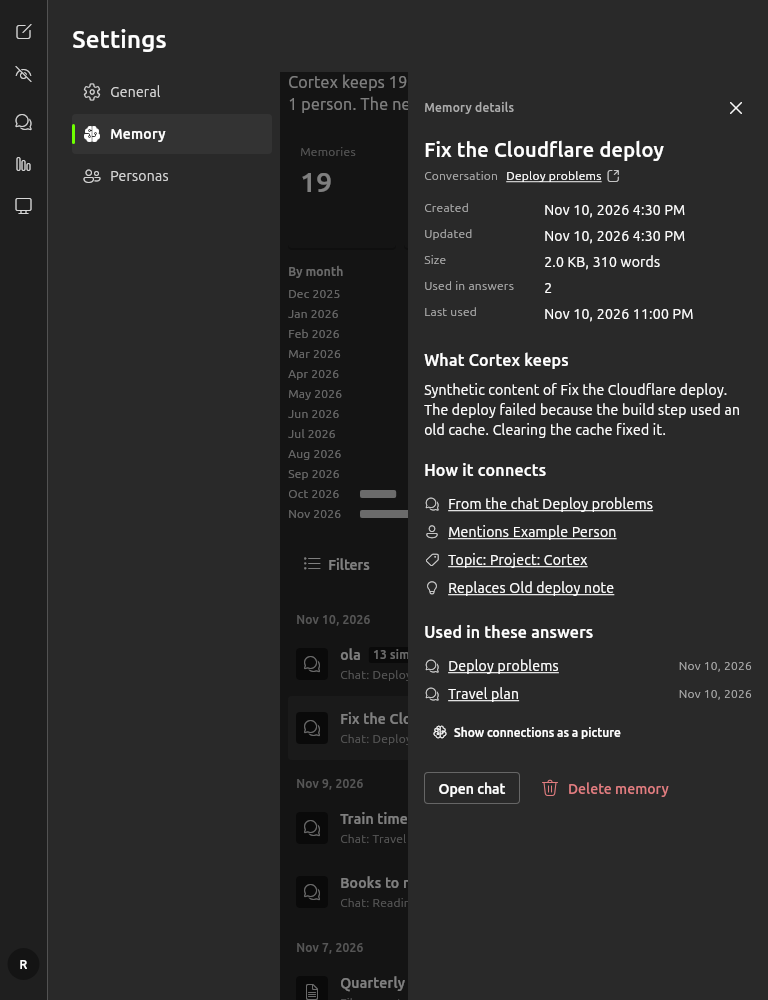 Settings
General
Memory
Personas
R
Cortex keeps 19
1 person. The
Memories
19
By month
Dec 2025
Jan 2026
Feb 2026
Mar 2026
Apr 2026
May 2026
Jun 2026
Jul 2026
Aug 2026
Sep 2026
Oct 2026
Nov 2026
Filters
Nov 10, 2026
ola 13
Chat:
Fix the
Chat:
Nov 9, 2026
Train time
Chat: Travel
Books to
Chat:
Nov 7, 2026
Quarterly
Memory details
Fix the Cloudflare deploy
Conversation Deploy problems
Created Nov 10, 2026 4:30 PM
Updated Nov 10, 2026 4:30 PM
Size 2.0 KB, 310 words
Used in answers 2
Last used Nov 10, 2026 11:00 PM
What Cortex keeps
Synthetic content of Fix the Cloudflare deploy.
The deploy failed because the build step used an
old cache. Clearing the cache fixed it.
How it connects
From the chat Deploy problems
Mentions Example Person
Topic: Project: Cortex
Replaces Old deploy note
Used in these answers
Deploy problems Nov 10, 2026
Travel plan Nov 10, 2026
Show connections as a picture
Open chat Delete memory